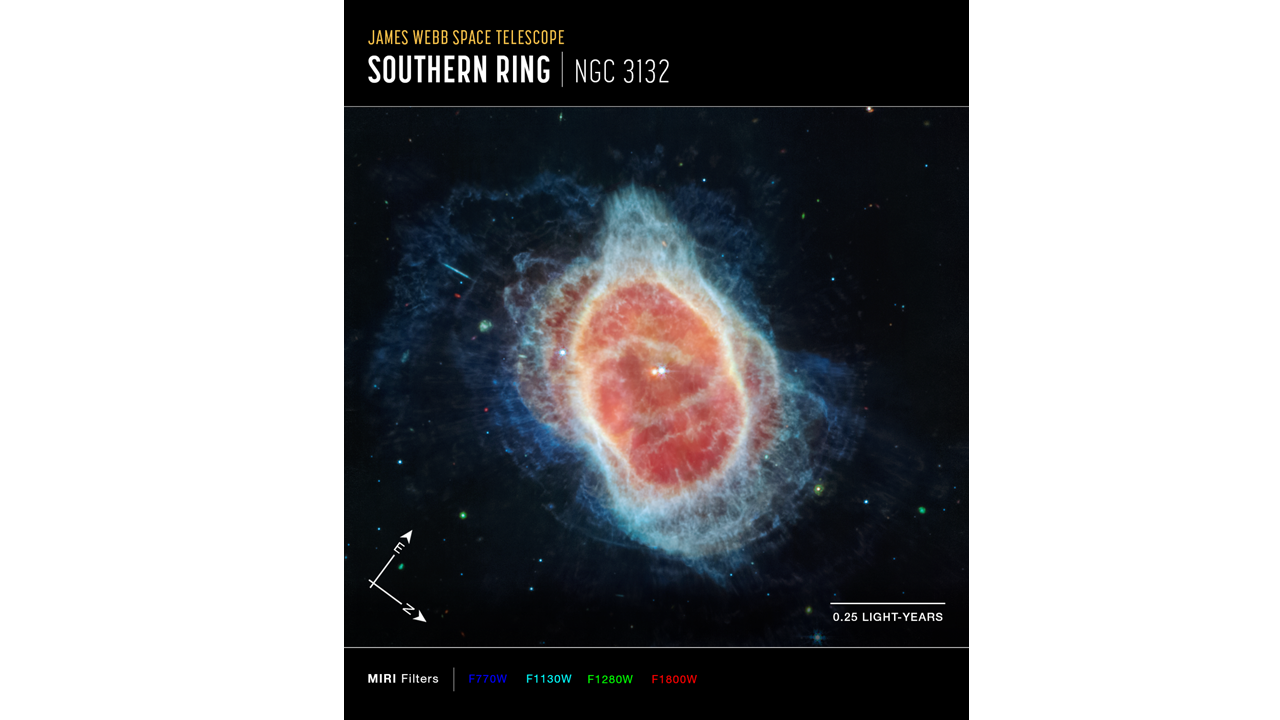 JAMES WEBB SPACE TELESCOPE
SOUTHERN RING | NGC 3132
E
N
0.25 LIGHT-YEARS
MIRI Filters | F770W F1130W F1280W F1800W